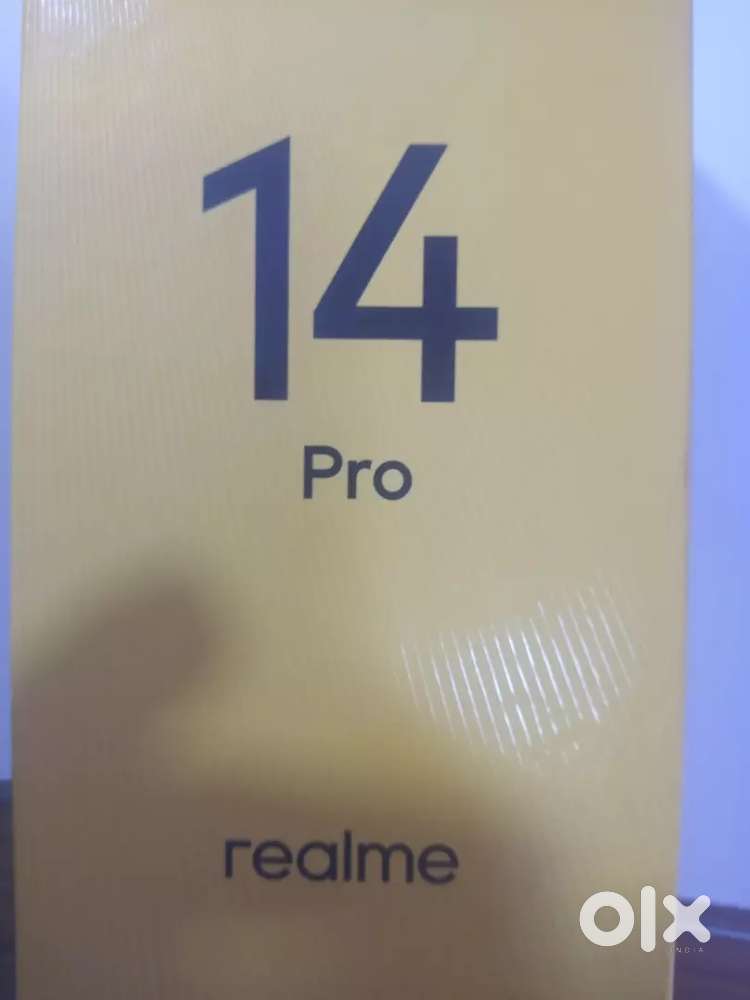 14
Pro
realme
olx
INDIA